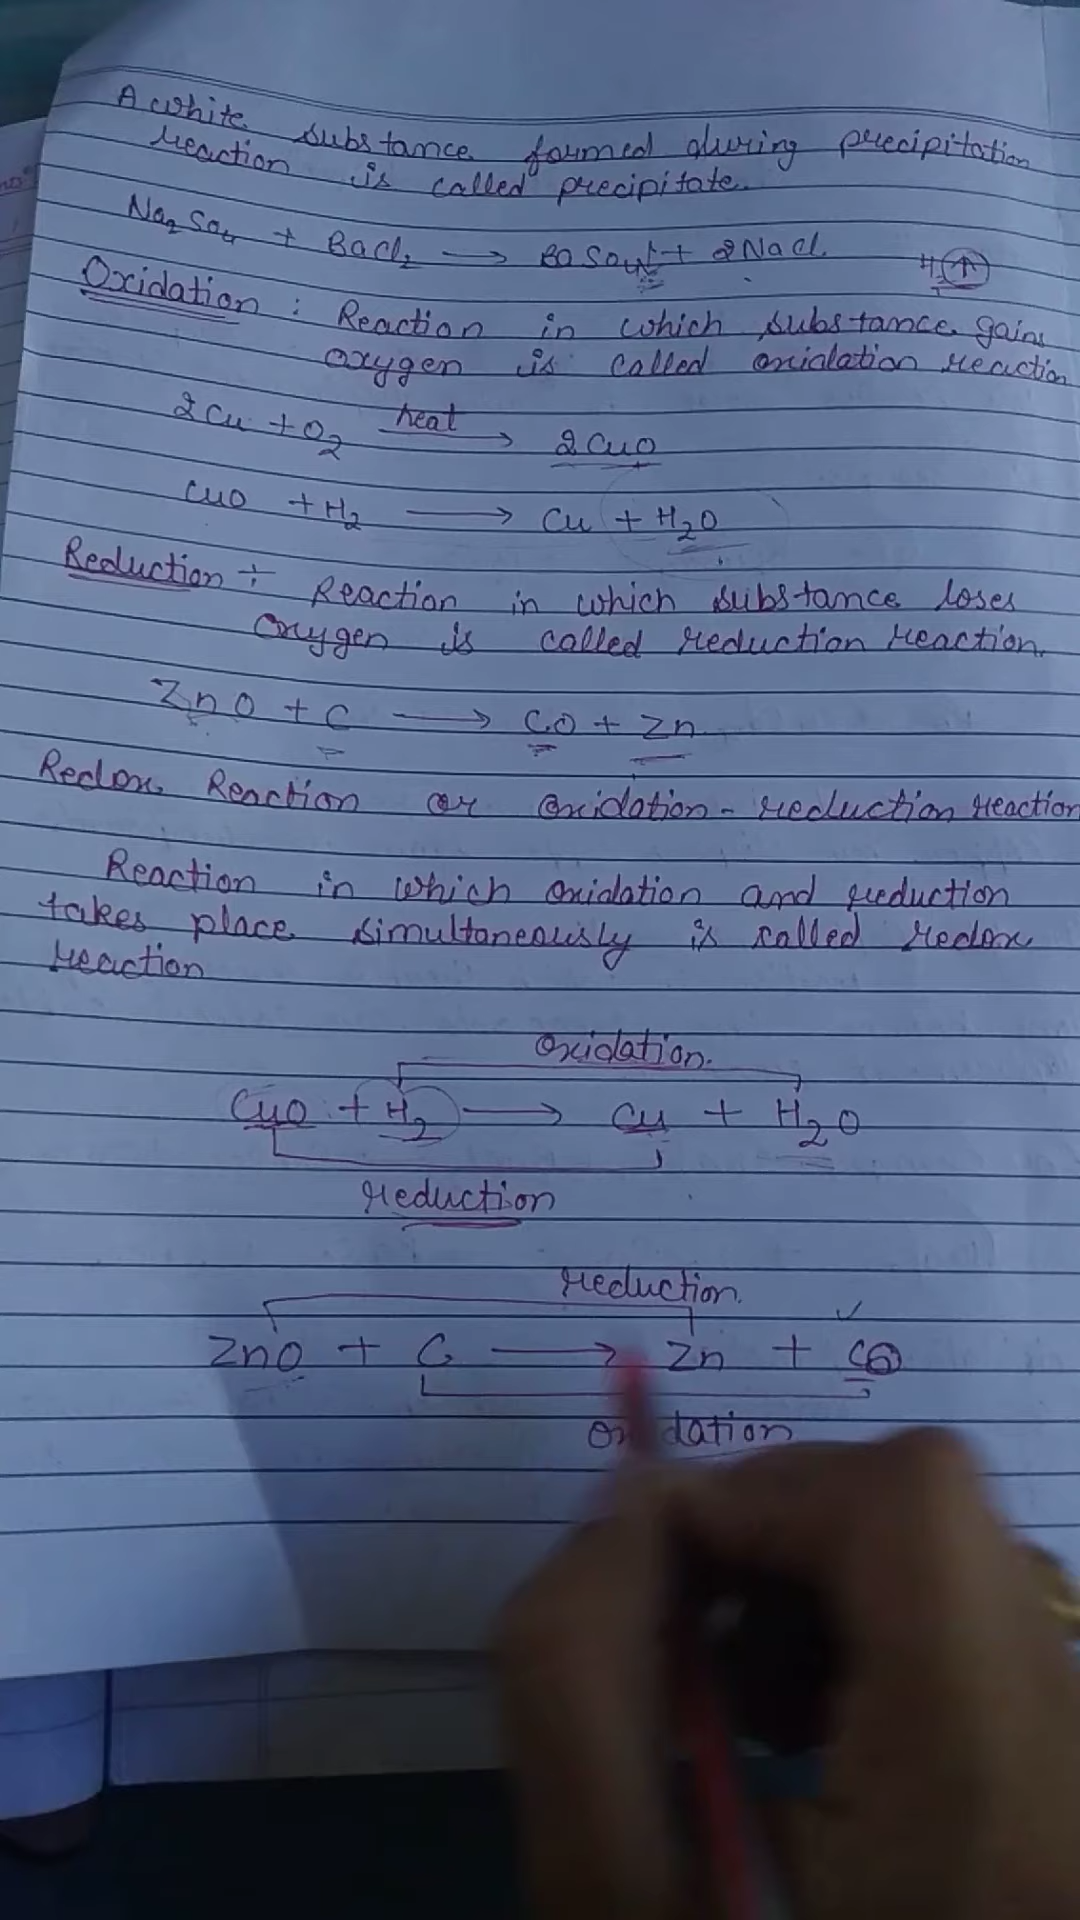 A white substance formed during precipitation
reaction is called precipitate.
Na2SO4 + BaCl2 → BaSO4↓ + 2NaCl
H2 ↑
Oxidation : Reaction in which substance gains
oxygen is called oxidation reaction
2Cu + O2 heat → 2CuO
CuO + H2 → Cu + H2O
Reduction ÷ Reaction in which substance loses
oxygen is called reduction reaction.
ZnO + C → CO + Zn
Redox Reaction or oxidation-reduction reaction
Reaction in which oxidation and reduction
takes place simultaneously is called redox
reaction
oxidation.
CuO + H2 → Cu + H2O
reduction
reduction.
ZnO + C → Zn + CO
oxidation